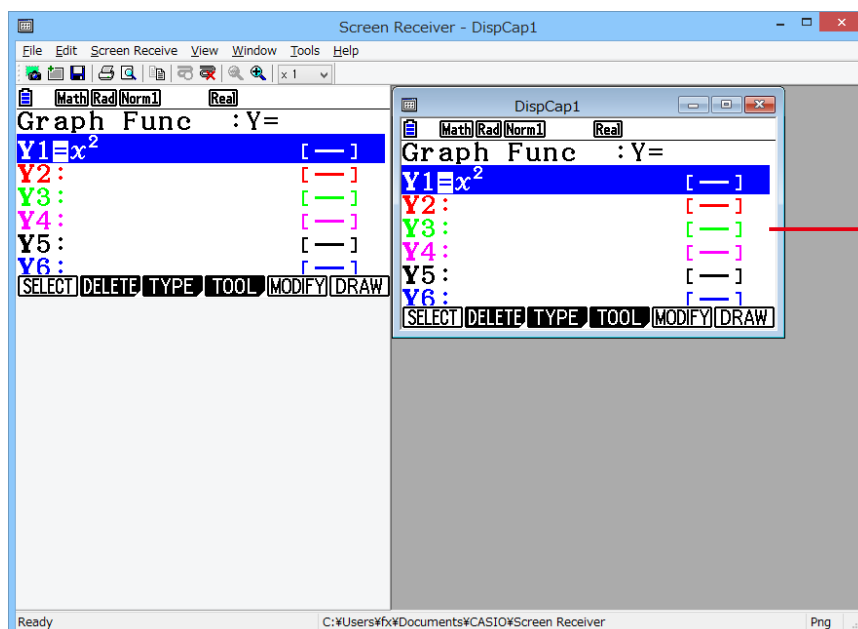 Screen Receiver - DispCap1
File Edit Screen Receive View Window Tools Help
x 1
Math Rad Norm1 Real
Graph Func :Y=
Y1=x²     [—]
Y2:     [—]
Y3:     [—]
Y4:     [—]
Y5:     [—]
Y6:     [—]
SELECT DELETE TYPE TOOL MODIFY DRAW
DispCap1
Math Rad Norm1 Real
Graph Func :Y=
Y1=x²     [—]
Y2:     [—]
Y3:     [—]
Y4:     [—]
Y5:     [—]
Y6:     [—]
SELECT DELETE TYPE TOOL MODIFY DRAW
Ready C:¥Users¥fx¥Documents¥CASIO¥Screen Receiver Png